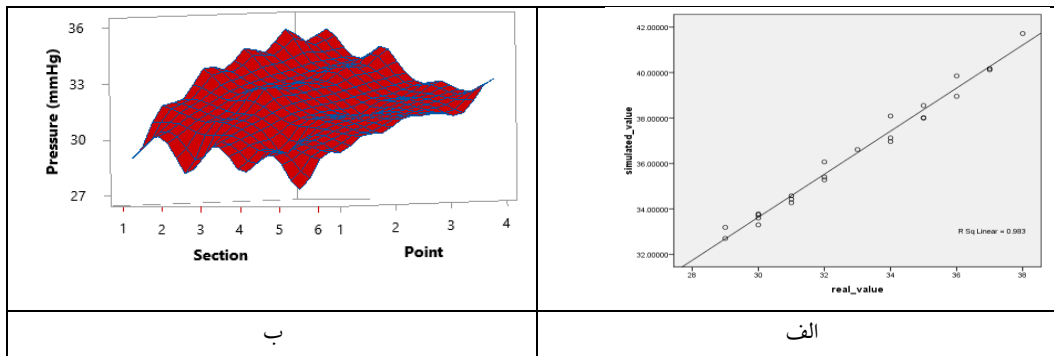 36
33
30
27
Pressure (mmHg)
1 2 3 4 5 6 1 2 3 4
Section
Point
ب
42.00000
40.00000
38.00000
36.00000
34.00000
32.00000
simulated_value
R Sq Linear = 0.983
28 30 32 34 36 38
real_value
الف